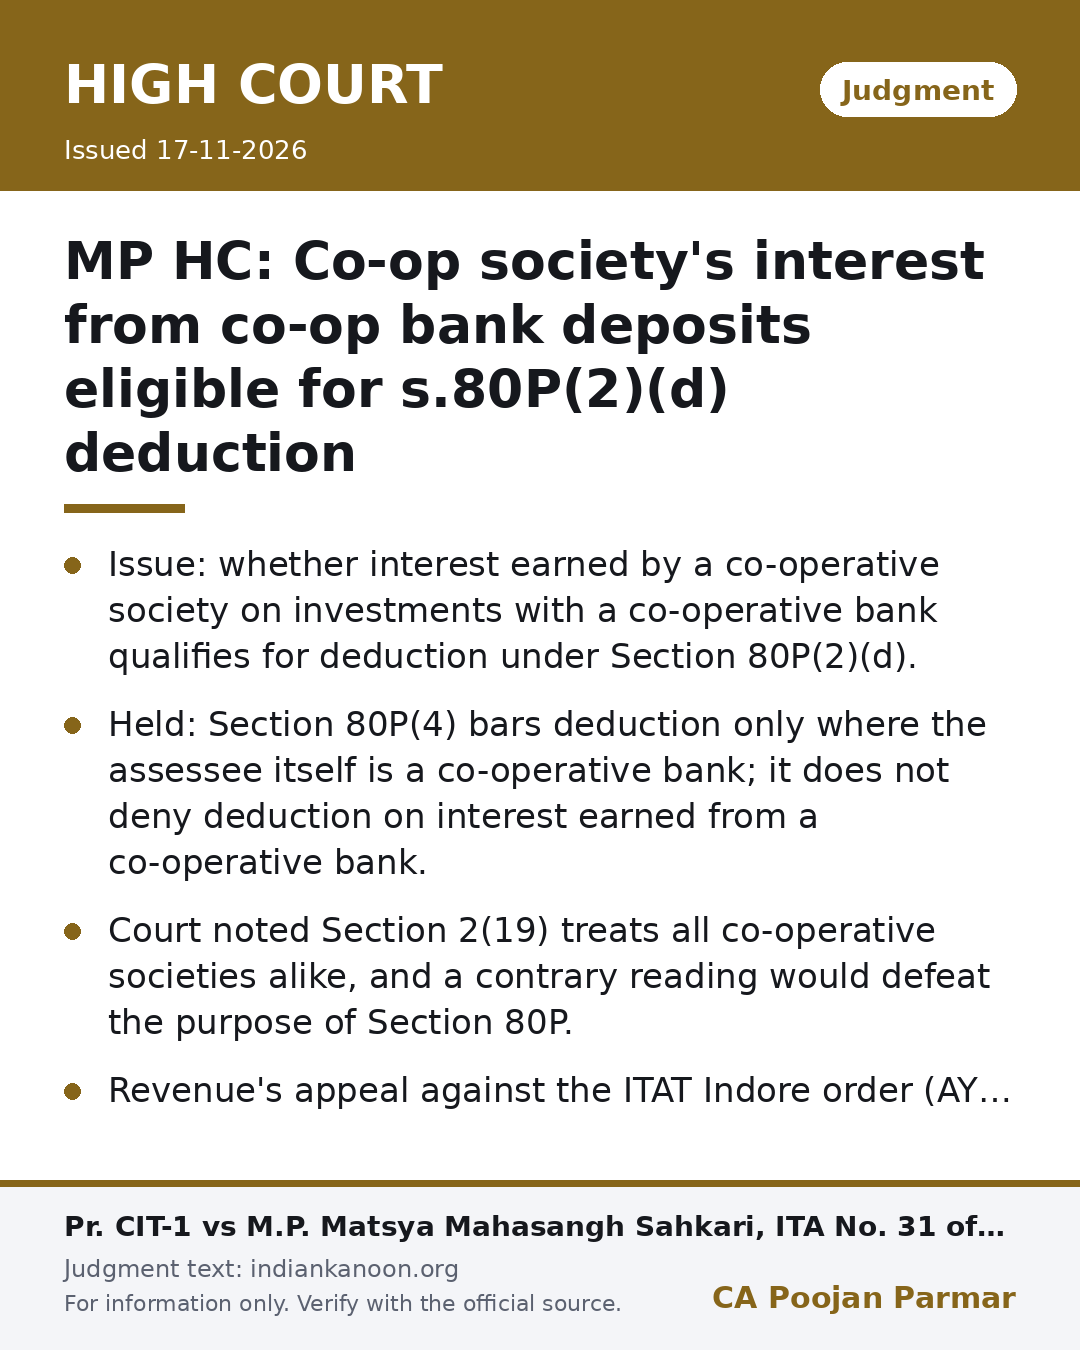 HIGH COURT
Judgment
Issued 17-11-2026
MP HC: Co-op society's interest
from co-op bank deposits
eligible for s.80P(2)(d)
deduction
Issue: whether interest earned by a co-operative
society on investments with a co-operative bank
qualifies for deduction under Section 80P(2)(d).
Held: Section 80P(4) bars deduction only where the
assessee itself is a co-operative bank; it does not
deny deduction on interest earned from a
co-operative bank.
Court noted Section 2(19) treats all co-operative
societies alike, and a contrary reading would defeat
the purpose of Section 80P.
Revenue's appeal against the ITAT Indore order (AY…
Pr. CIT-1 vs M.P. Matsya Mahasangh Sahkari, ITA No. 31 of…
Judgment text: indiankanoon.org
For information only. Verify with the official source.
CA Poojan Parmar